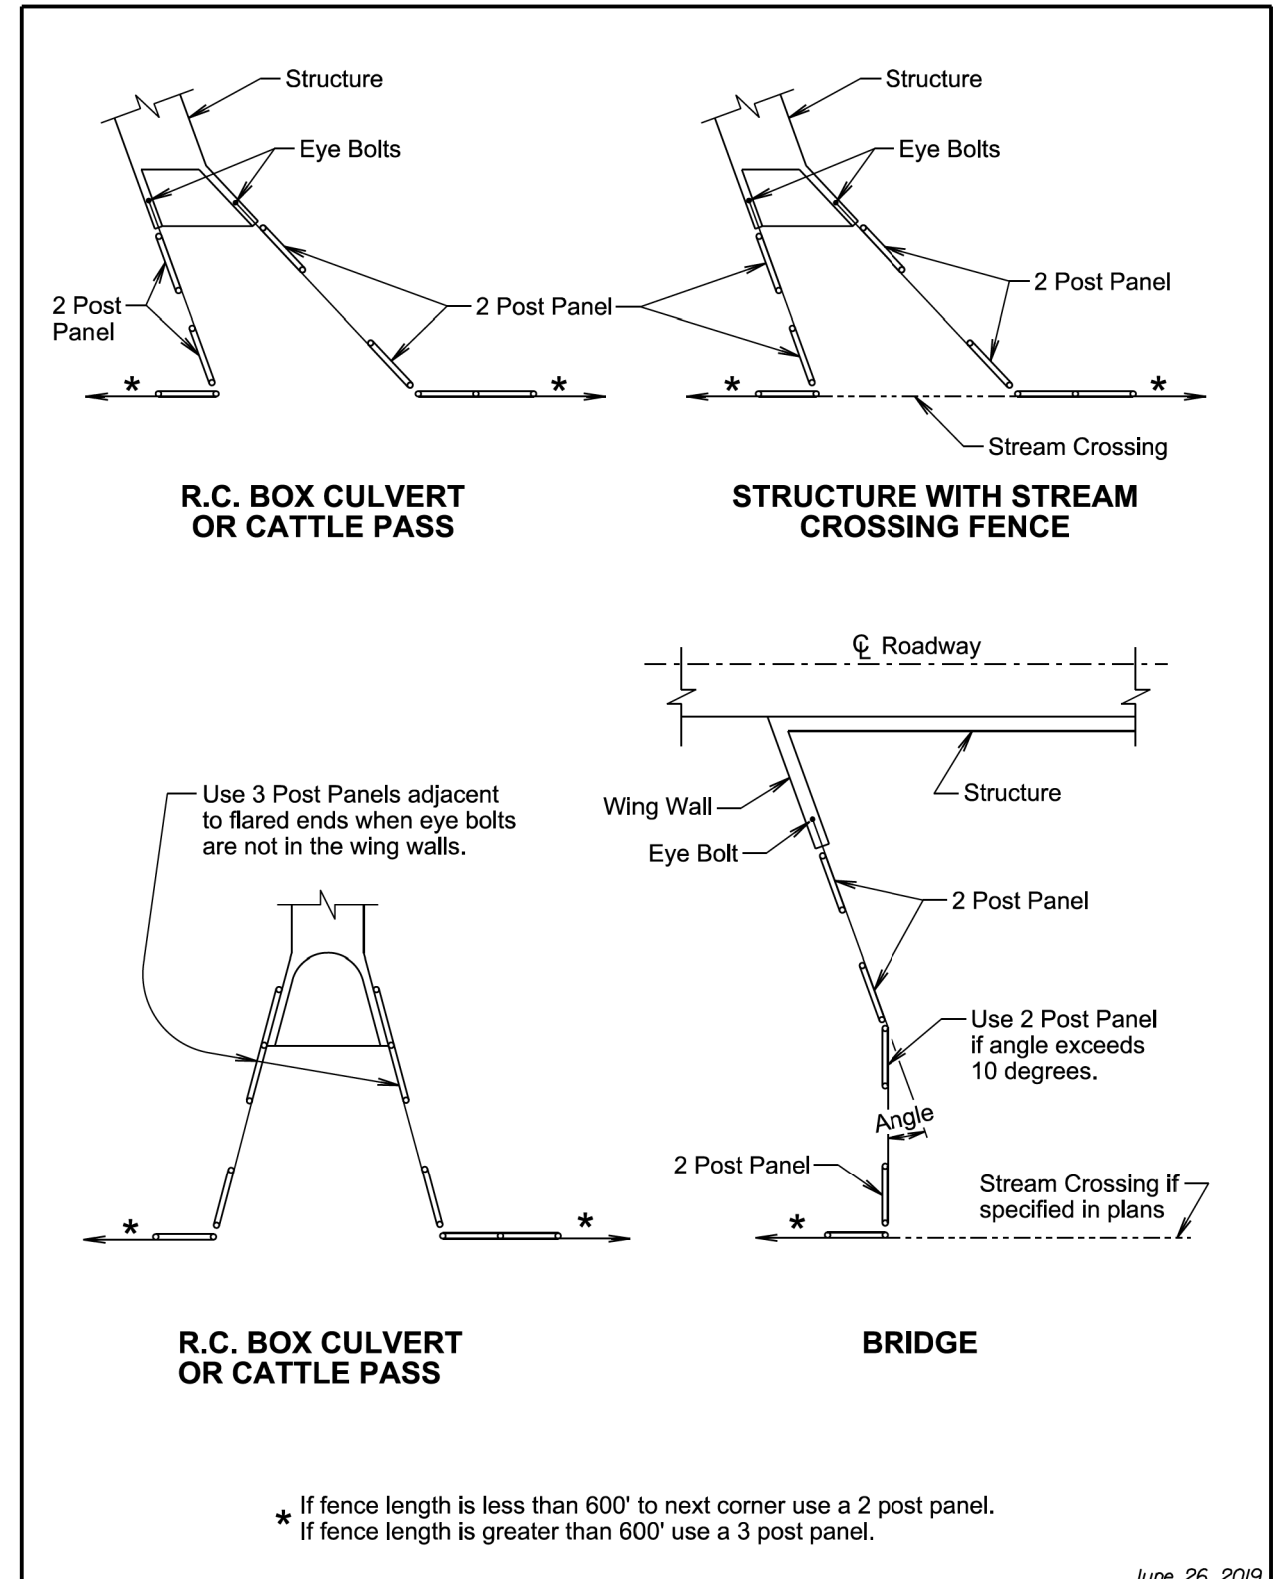 Structure
Eye Bolts
2 Post
Panel
2 Post Panel
*
*
R.C. BOX CULVERT
OR CATTLE PASS
Structure
Eye Bolts
2 Post Panel
*
*
Stream Crossing
STRUCTURE WITH STREAM
CROSSING FENCE
Use 3 Post Panels adjacent
to flared ends when eye bolts
are not in the wing walls.
*
*
R.C. BOX CULVERT
OR CATTLE PASS
℄ Roadway
Structure
Wing Wall
Eye Bolt
2 Post Panel
Use 2 Post Panel
if angle exceeds
10 degrees.
Angle
2 Post Panel
Stream Crossing if
specified in plans
*
BRIDGE
* If fence length is less than 600' to next corner use a 2 post panel.
If fence length is greater than 600' use a 3 post panel.
June 26, 2019